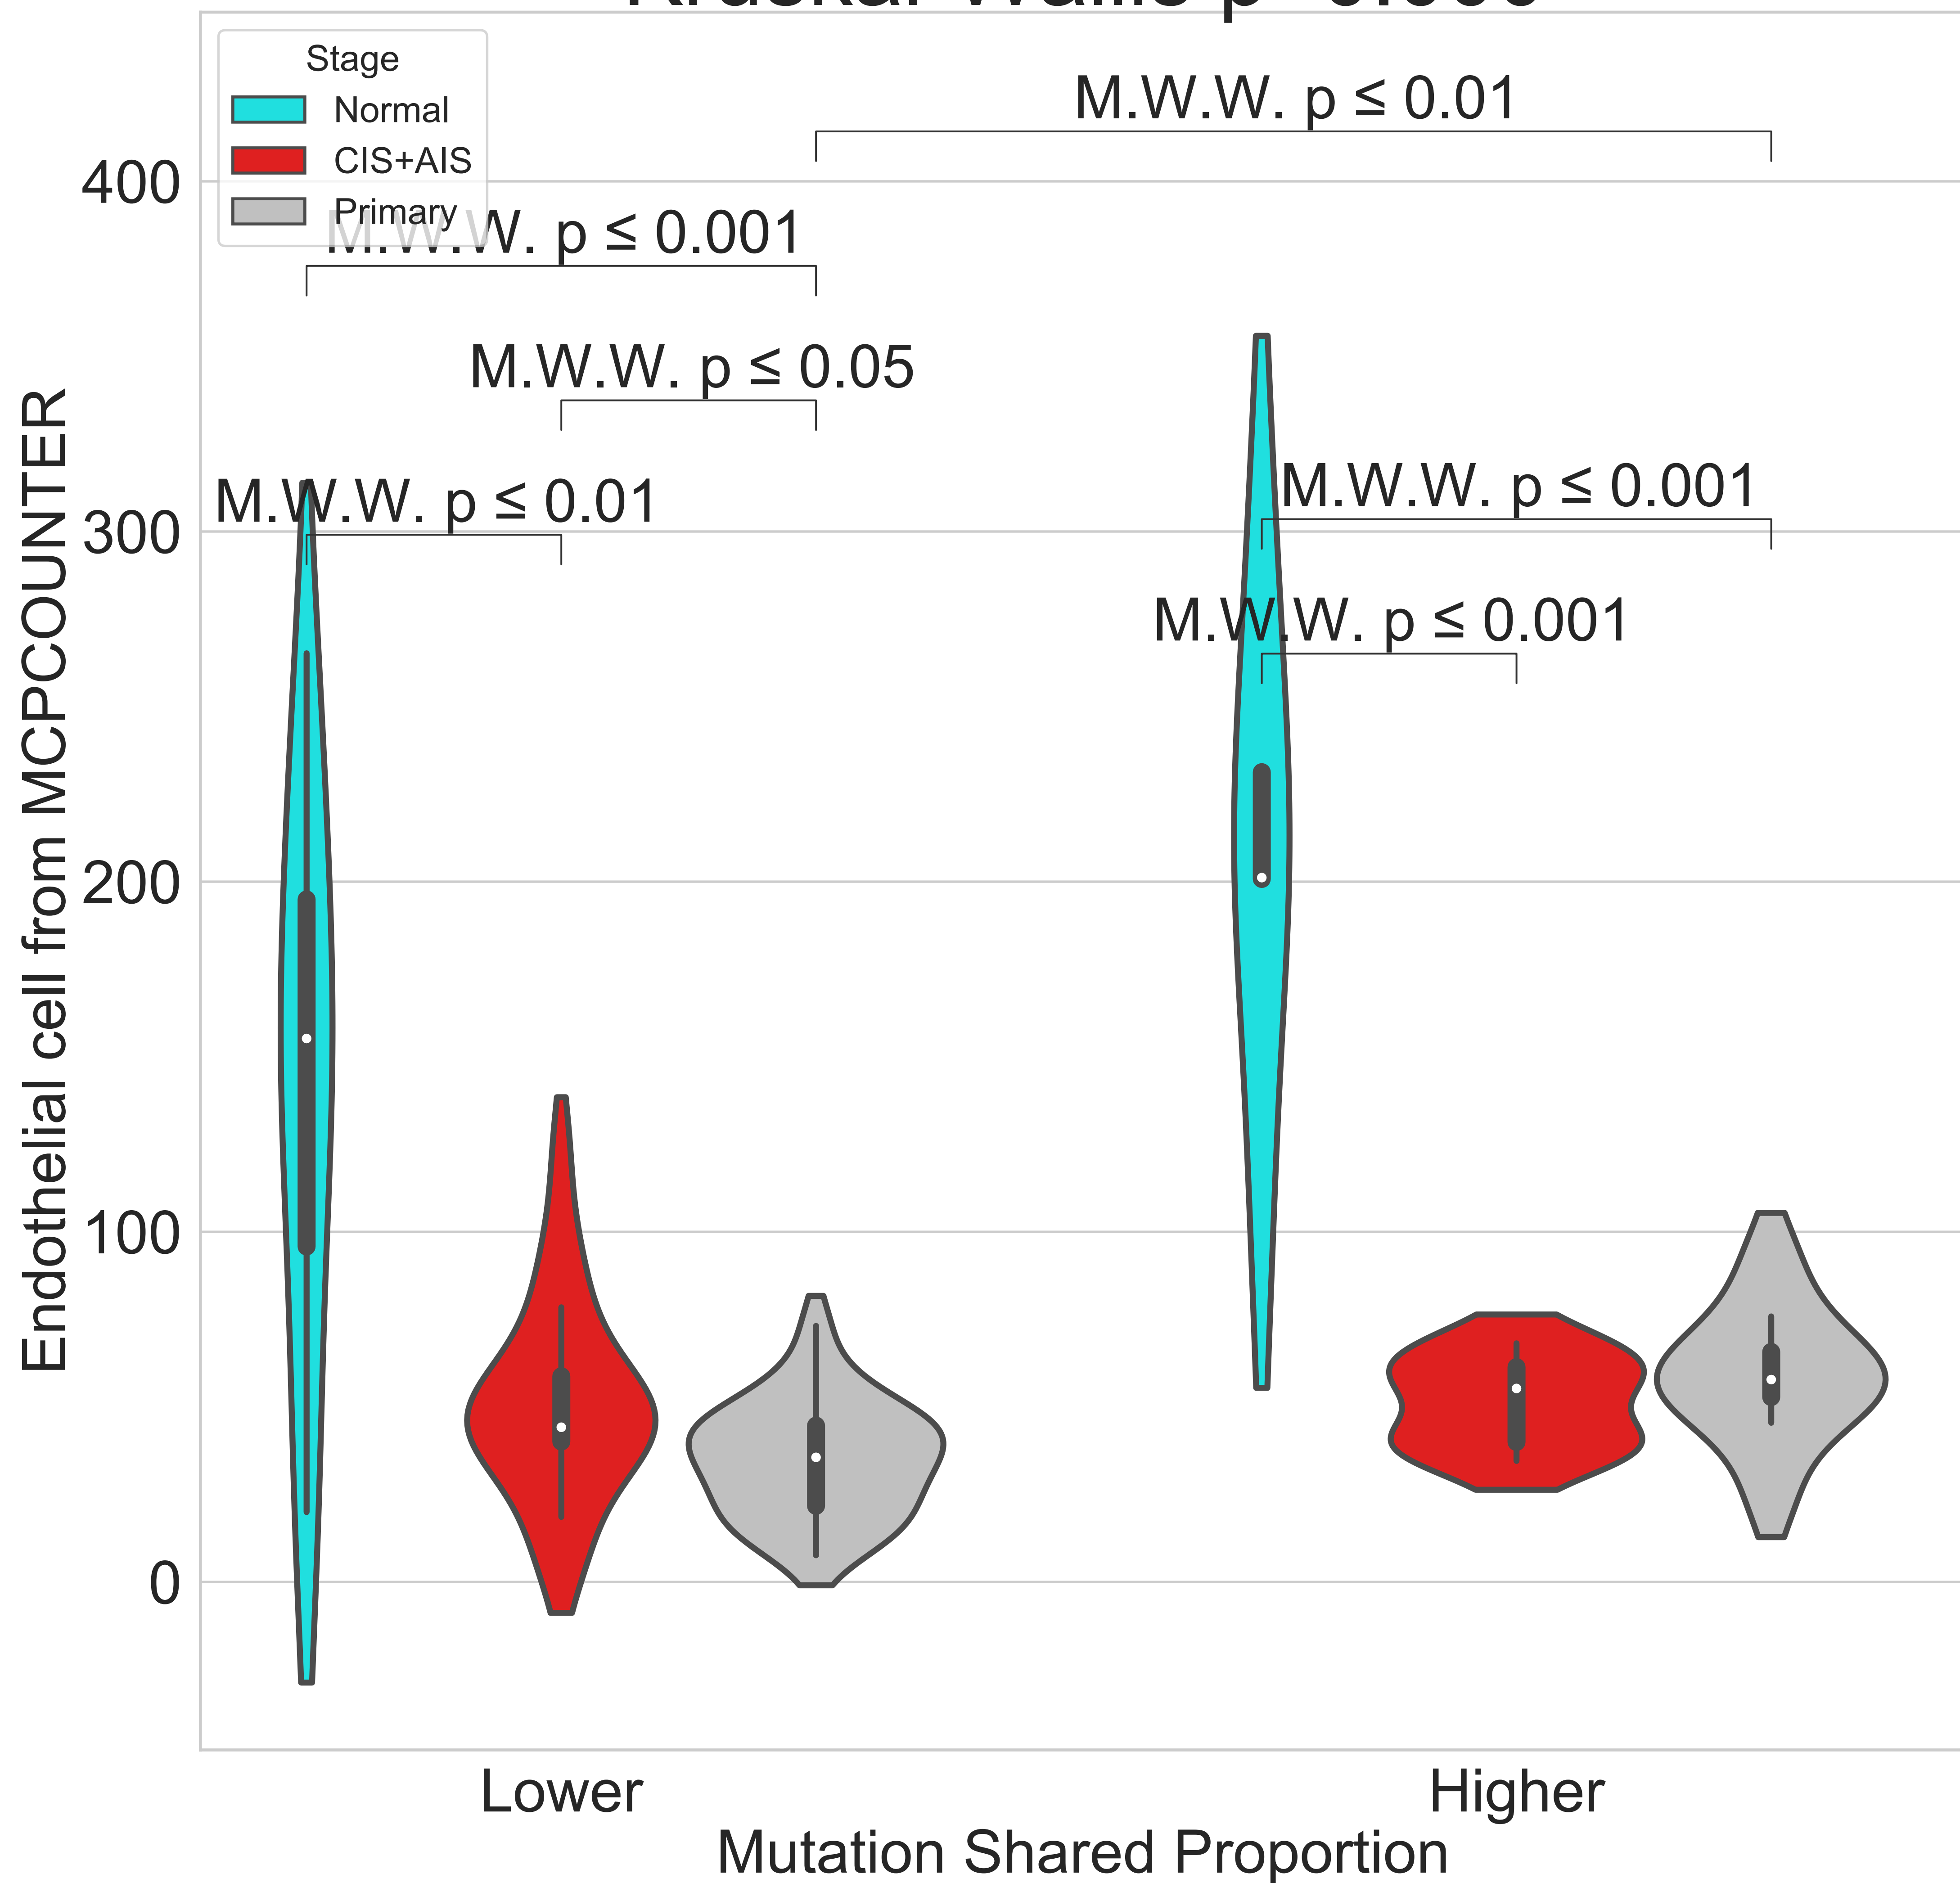 Stage
Normal
CIS+AIS
Primary
M.W.W. p ≤ 0.01
M.W.W. p ≤ 0.001
M.W.W. p ≤ 0.05
M.W.W. p ≤ 0.01
M.W.W. p ≤ 0.001
M.W.W. p ≤ 0.001
Endothelial cell from MCPCOUNTER
400
300
200
100
0
Lower
Higher
Mutation Shared Proportion